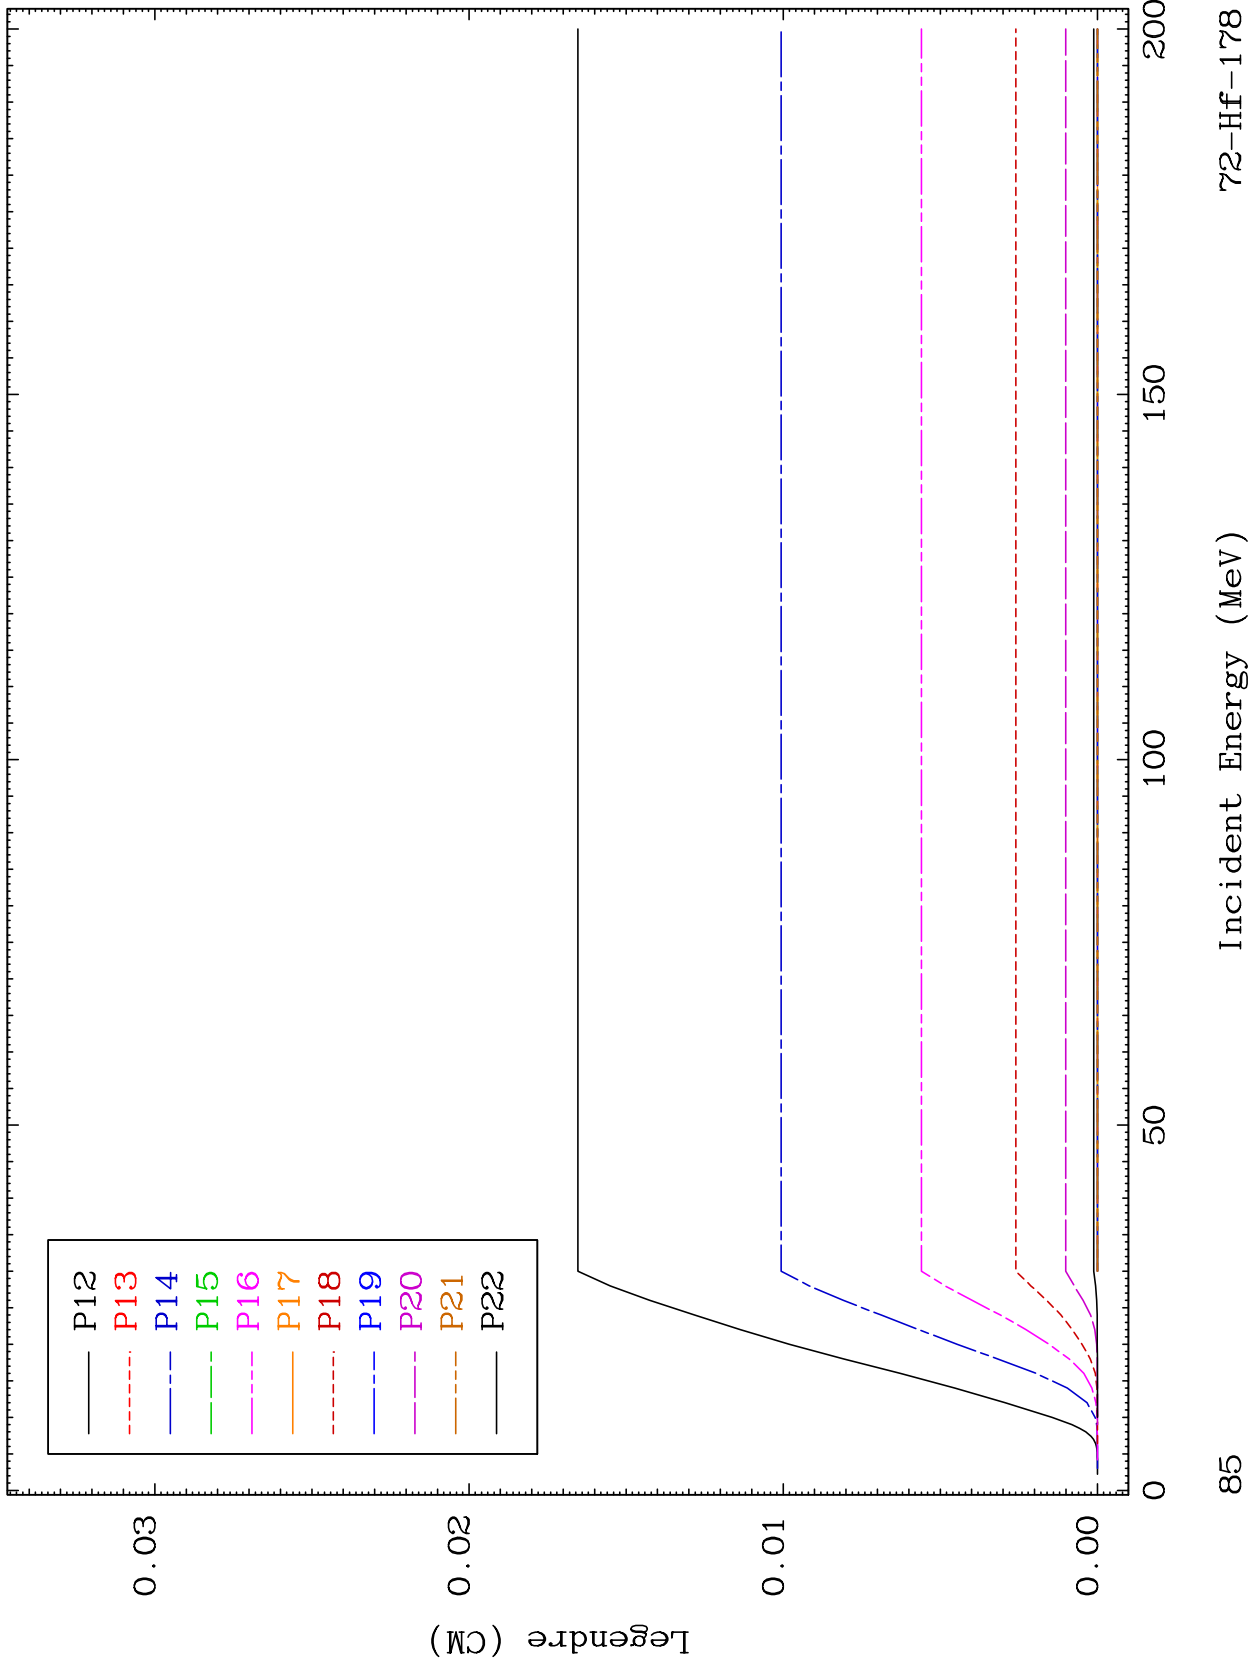 P12
P13
P14
P15
P16
P17
P18
P19
P20
P21
P22
0.03
0.02
0.01
0.00
Legendre (CM)
0
50
100
150
200
Incident Energy (MeV)
85
72-Hf-178